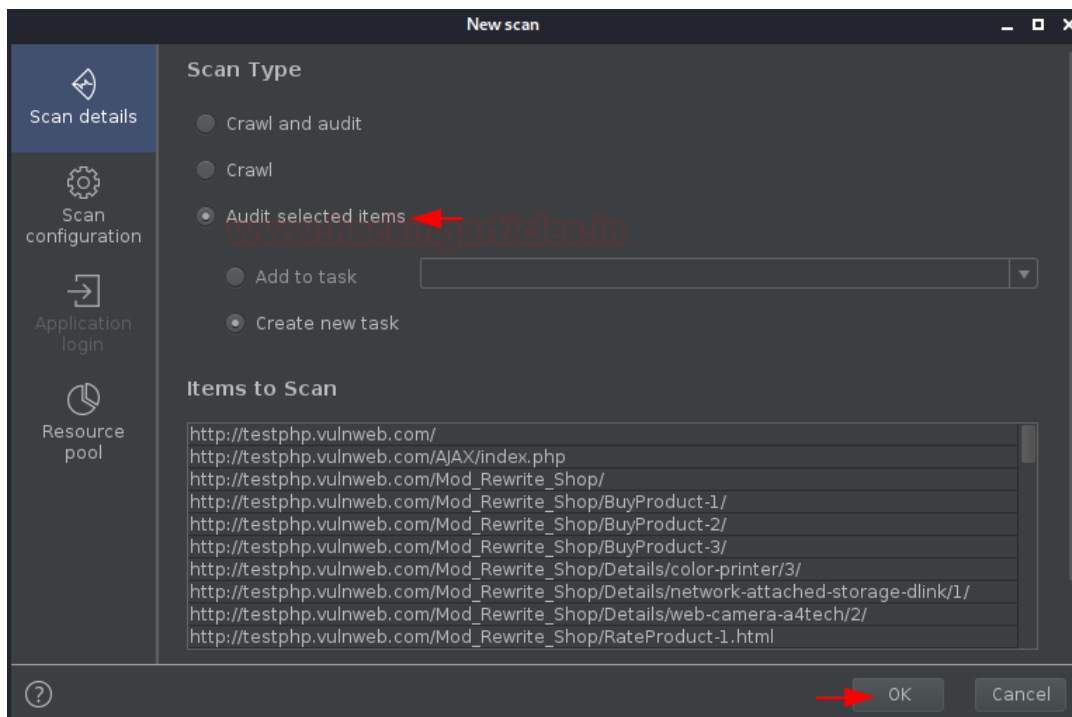 New scan
Scan details
Scan configuration
Application login
Resource pool
Scan Type
Crawl and audit
Crawl
Audit selected items
www.hackingarticles.in
Add to task
Create new task
Items to Scan
http://testphp.vulnweb.com/
http://testphp.vulnweb.com/AJAX/index.php
http://testphp.vulnweb.com/Mod_Rewrite_Shop/
http://testphp.vulnweb.com/Mod_Rewrite_Shop/BuyProduct-1/
http://testphp.vulnweb.com/Mod_Rewrite_Shop/BuyProduct-2/
http://testphp.vulnweb.com/Mod_Rewrite_Shop/BuyProduct-3/
http://testphp.vulnweb.com/Mod_Rewrite_Shop/Details/color-printer/3/
http://testphp.vulnweb.com/Mod_Rewrite_Shop/Details/network-attached-storage-dlink/1/
http://testphp.vulnweb.com/Mod_Rewrite_Shop/Details/web-camera-a4tech/2/
http://testphp.vulnweb.com/Mod_Rewrite_Shop/RateProduct-1.html
?
OK
Cancel